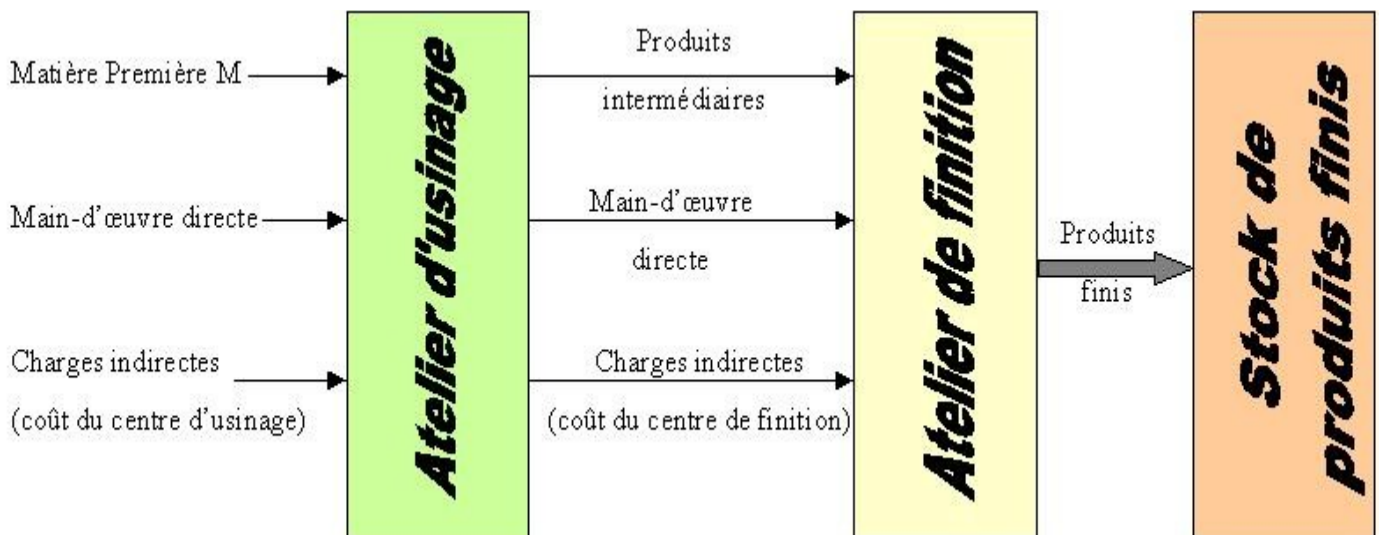 Matière Première M
Main-d'œuvre directe
Charges indirectes
(coût du centre d'usinage)
Atelier d'usinage
Produits
intermédiaires
Main-d'œuvre
directe
Charges indirectes
(coût du centre de finition)
Atelier de finition
Produits
finis
Stock de
produits finis